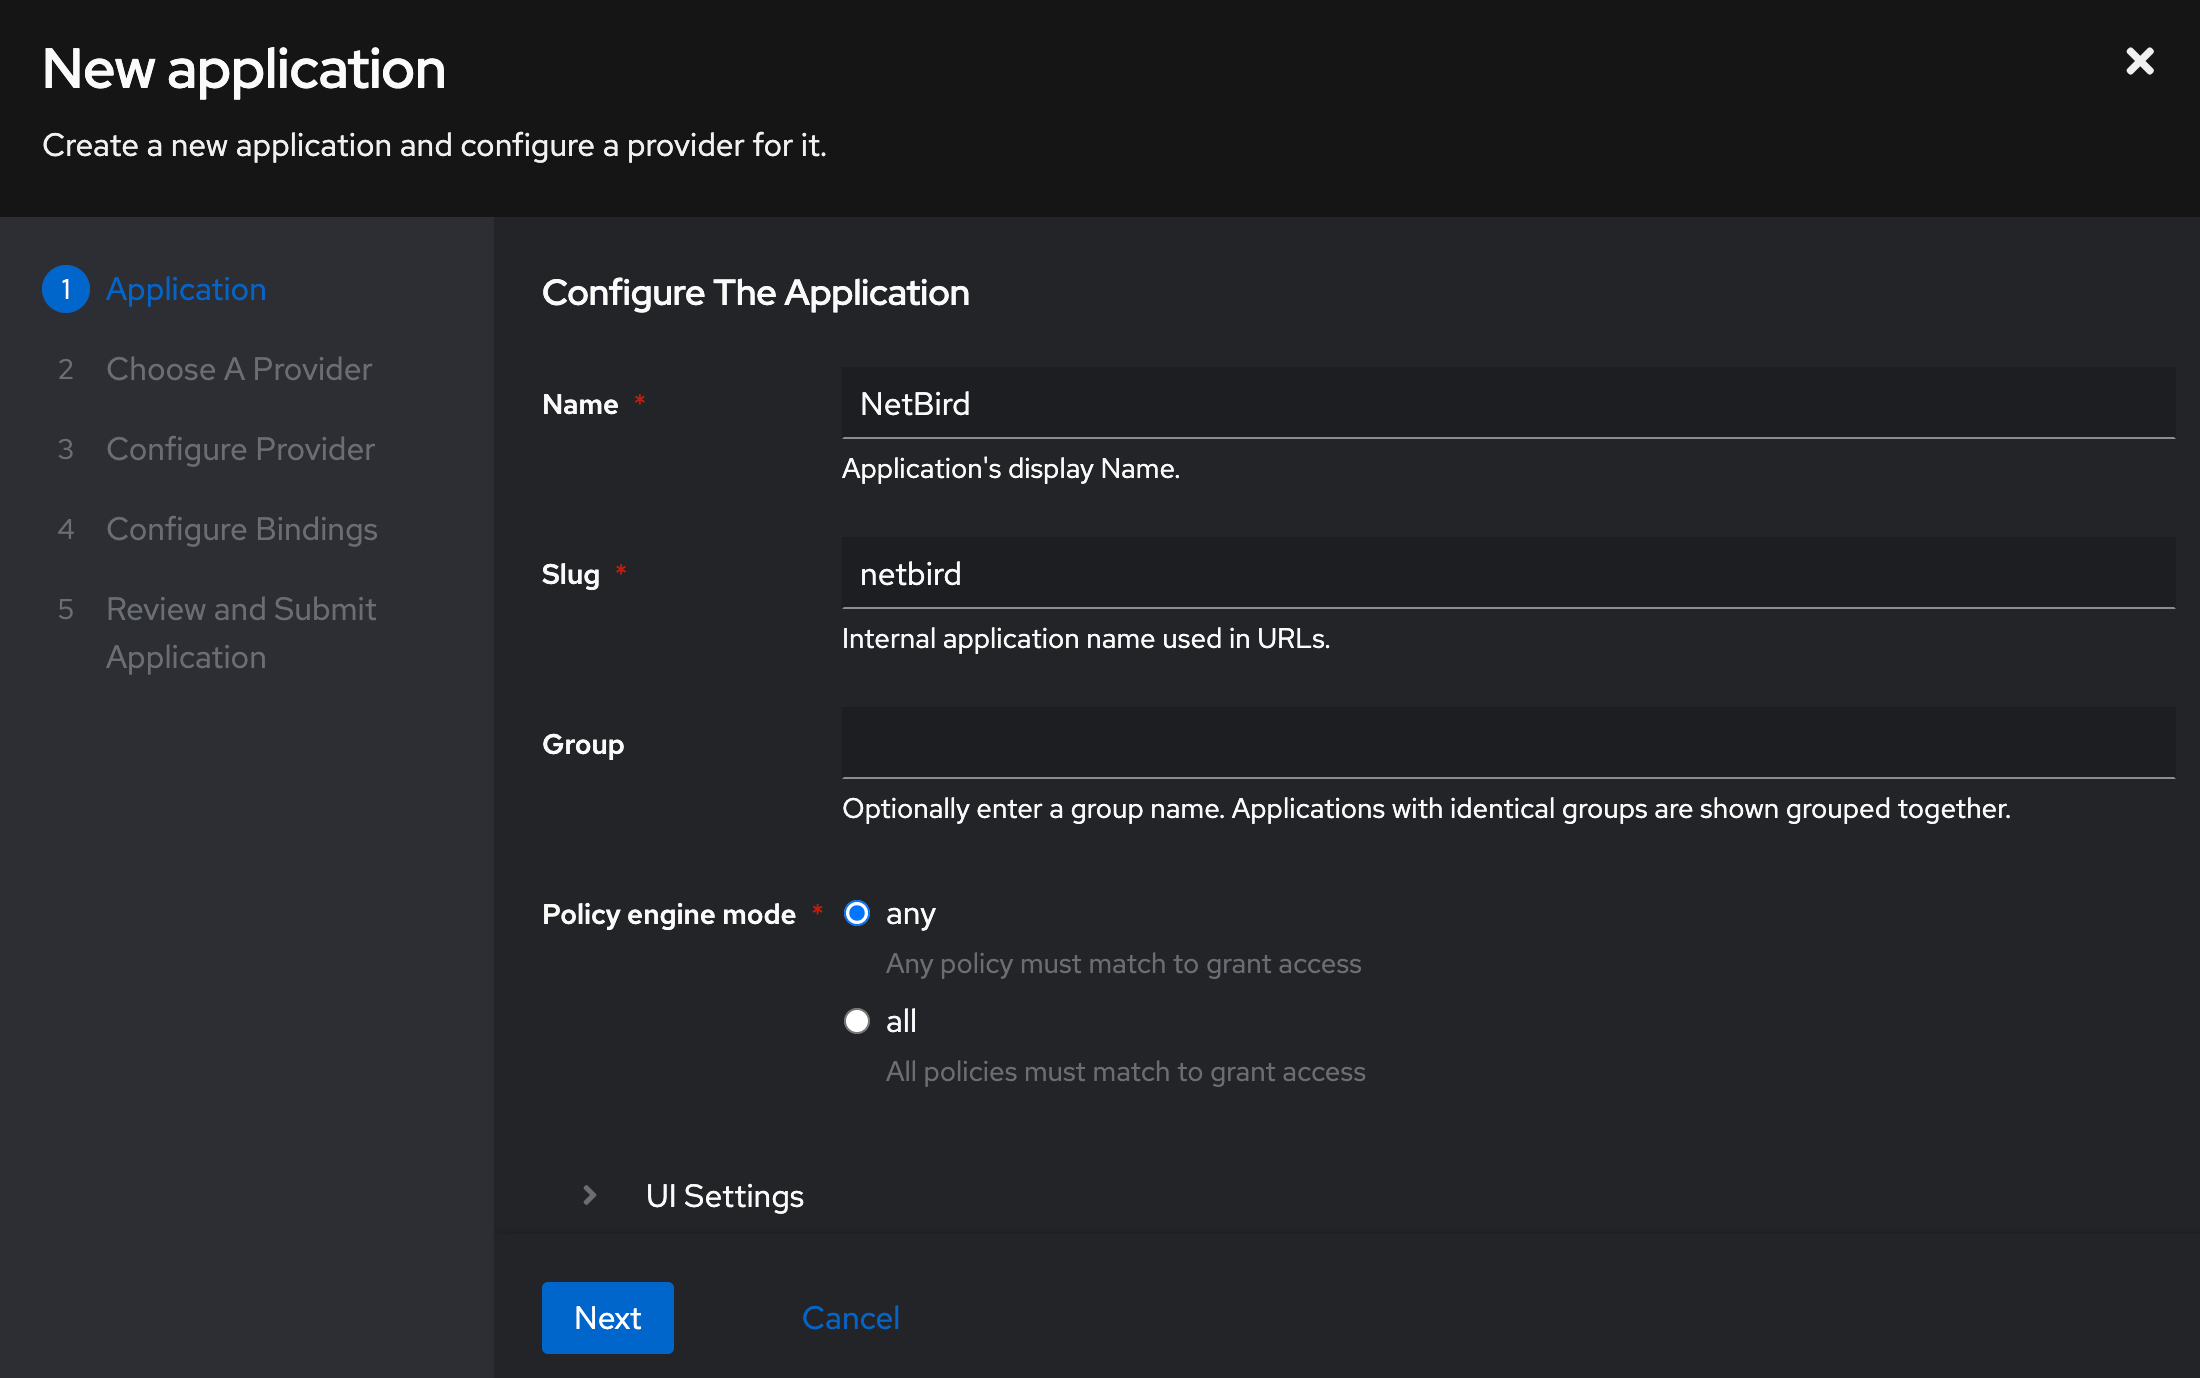 New application
Create a new application and configure a provider for it.
1 Application
2 Choose A Provider
3 Configure Provider
4 Configure Bindings
5 Review and Submit
Application
Configure The Application
Name *
NetBird
Application's display Name.
Slug *
netbird
Internal application name used in URLs.
Group
Optionally enter a group name. Applications with identical groups are shown grouped together.
Policy engine mode * any
Any policy must match to grant access
all
All policies must match to grant access
UI Settings
Next Cancel